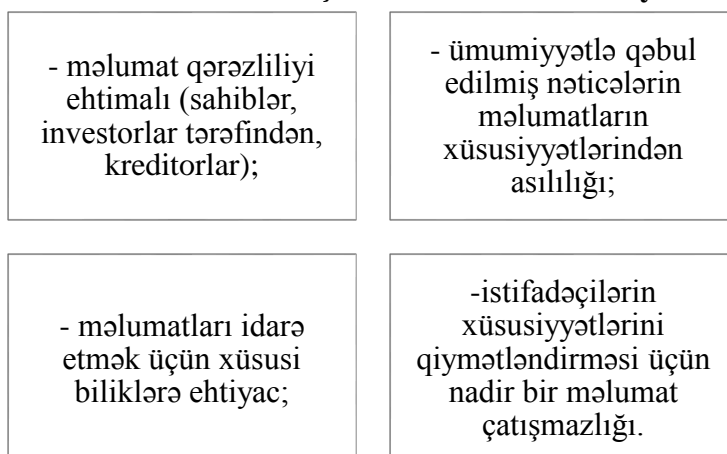 - məlumat qərəzliliyi
ehtimalı (sahiblər,
investorlar tərəfindən,
kreditorlar);
- ümumiyyətlə qəbul
edilmiş nəticələrin
məlumatların
xüsusiyyətlərindən
asılılığı;
- məlumatları idarə
etmək üçün xüsusi
biliklərə ehtiyac;
-istifadəçilərin
xüsusiyyətlərini
qiymətləndirməsi üçün
nadir bir məlumat
çatışmazlığı.